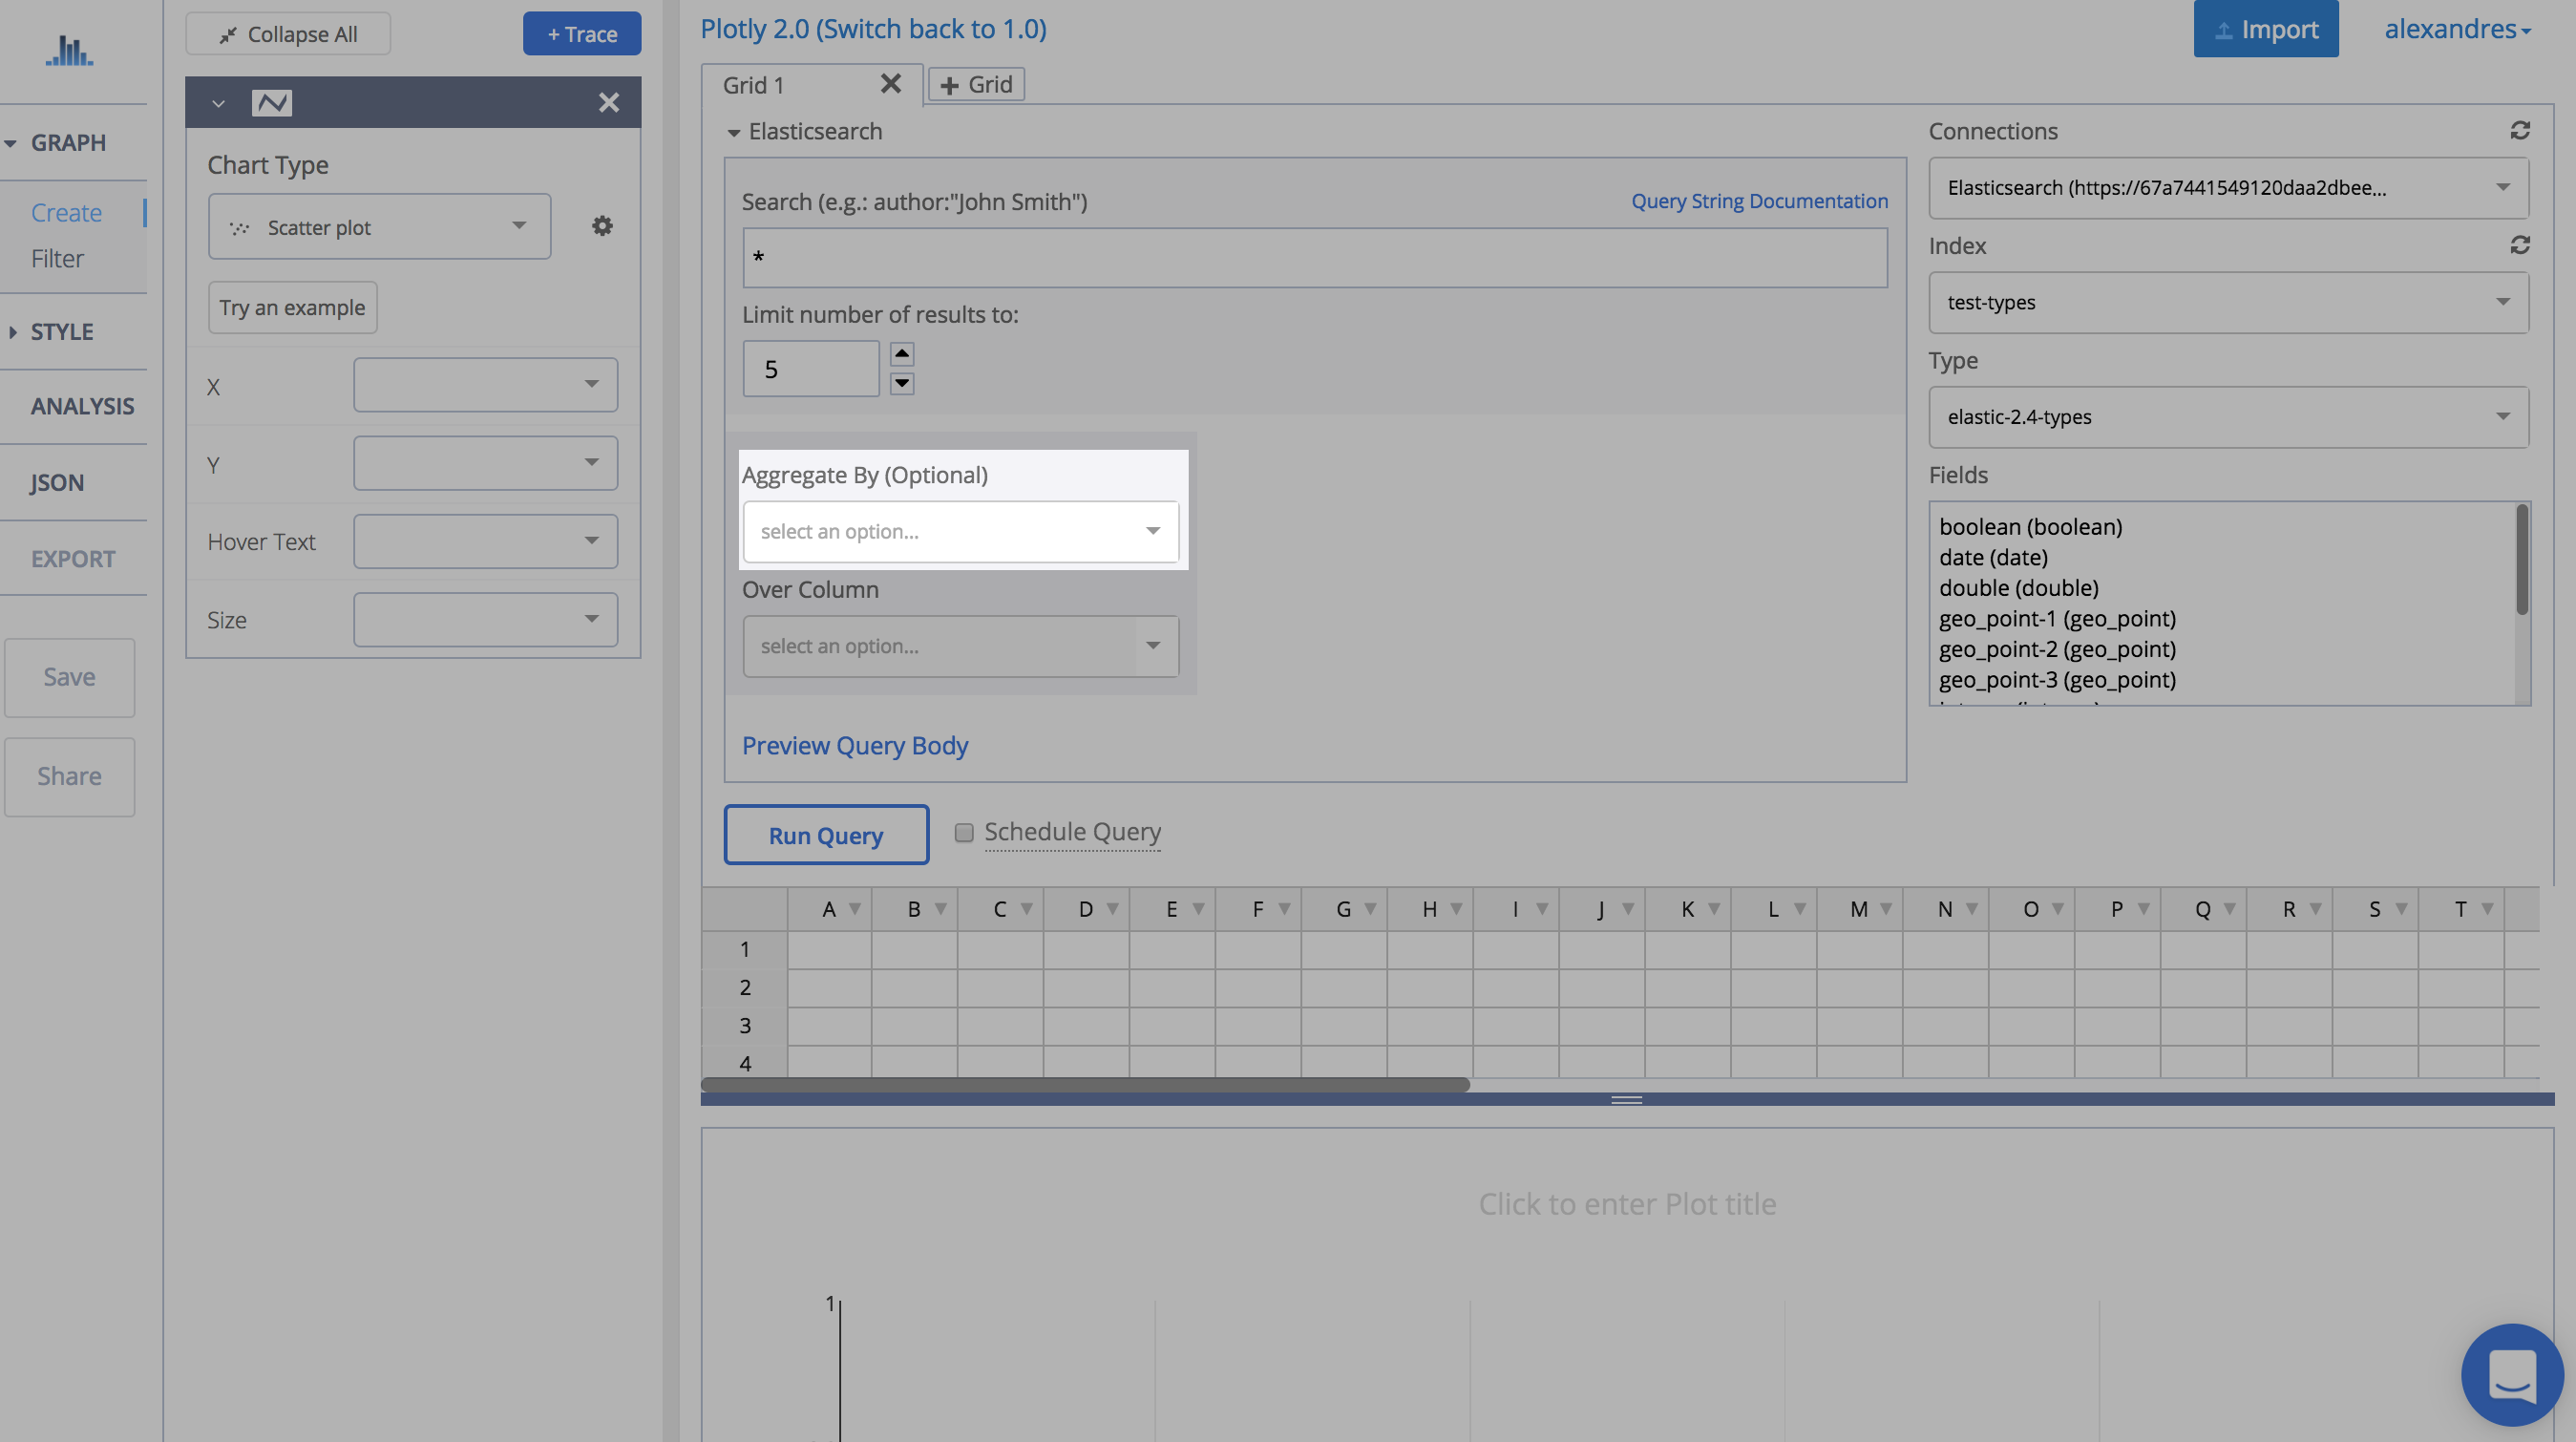 Collapse All
+ Trace
Plotly 2.0 (Switch back to 1.0)
Import
alexandres
GRAPH
Create
Filter
STYLE
ANALYSIS
JSON
EXPORT
Save
Share
Chart Type
Scatter plot
Try an example
X
Y
Hover Text
Size
Grid 1
+ Grid
Elasticsearch
Search (e.g.: author:"John Smith")
Query String Documentation
*
Limit number of results to:
5
Aggregate By (Optional)
select an option...
Over Column
select an option...
Preview Query Body
Run Query
Schedule Query
Connections
Elasticsearch (https://67a7441549120daa2dbee...
Index
test-types
Type
elastic-2.4-types
Fields
boolean (boolean)
date (date)
double (double)
geo_point-1 (geo_point)
geo_point-2 (geo_point)
geo_point-3 (geo_point)
A B C D E F G H I J K L M N O P Q R S T
1
2
3
4
Click to enter Plot title
1